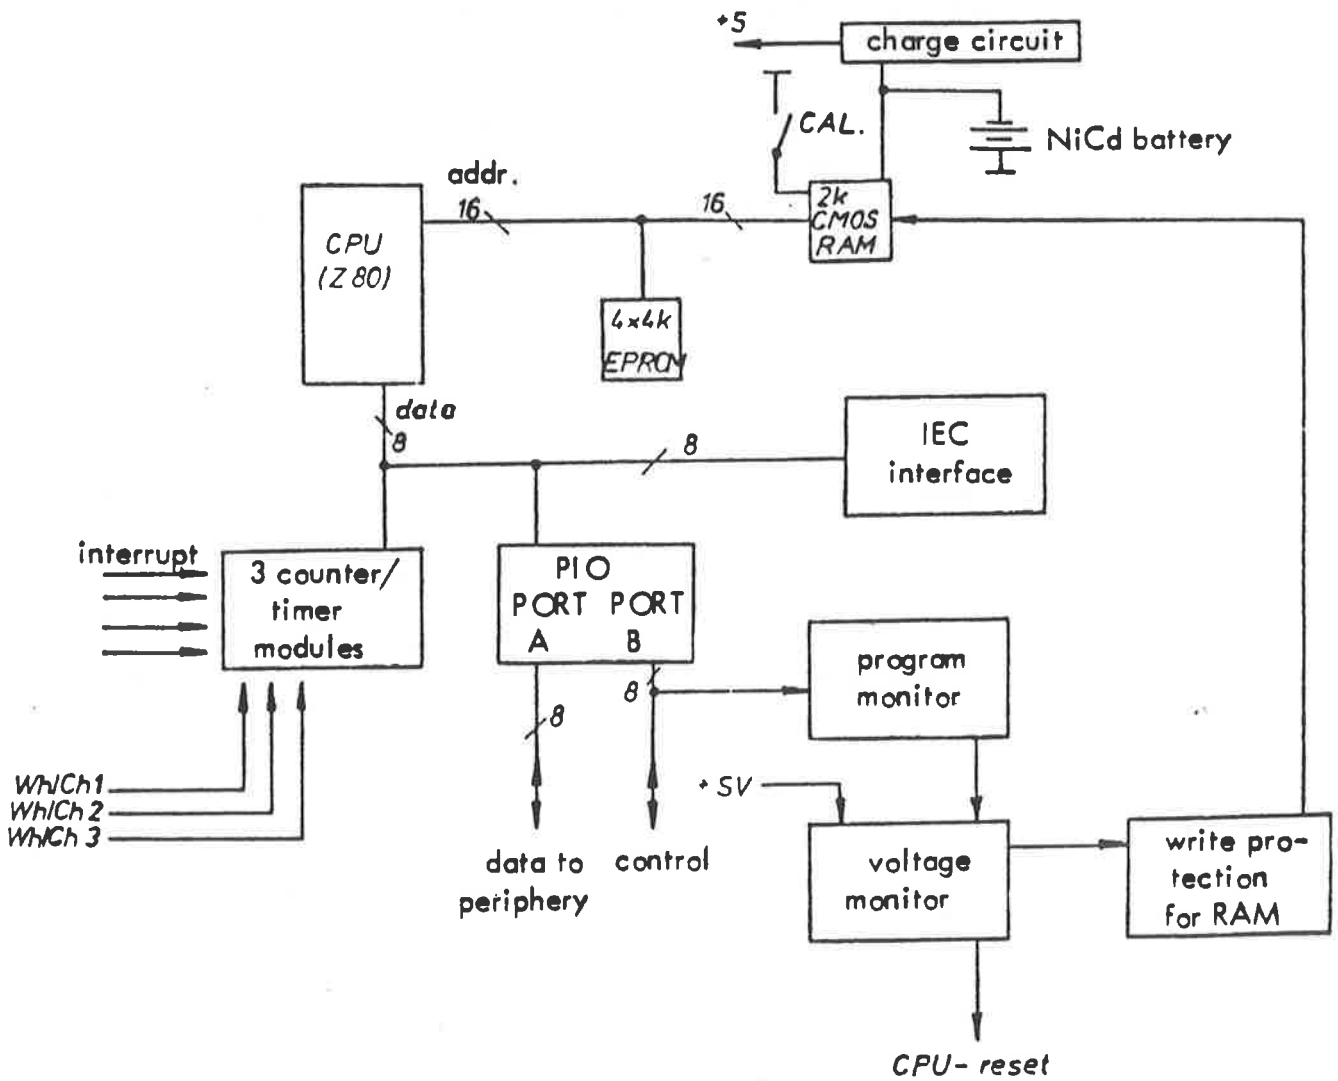 +5
charge circuit
CAL.
NiCd battery
addr.
16
16
2k
CMOS
RAM
CPU
(Z80)
4x4k
EPROM
data
8
8
IEC
interface
interrupt
3 counter/
timer
modules
PIO
PORT PORT
A B
8
8
program
monitor
Wh/Ch1
Wh/Ch2
Wh/Ch3
+5V
data to
periphery
control
voltage
monitor
write pro-
tection
for RAM
CPU- reset